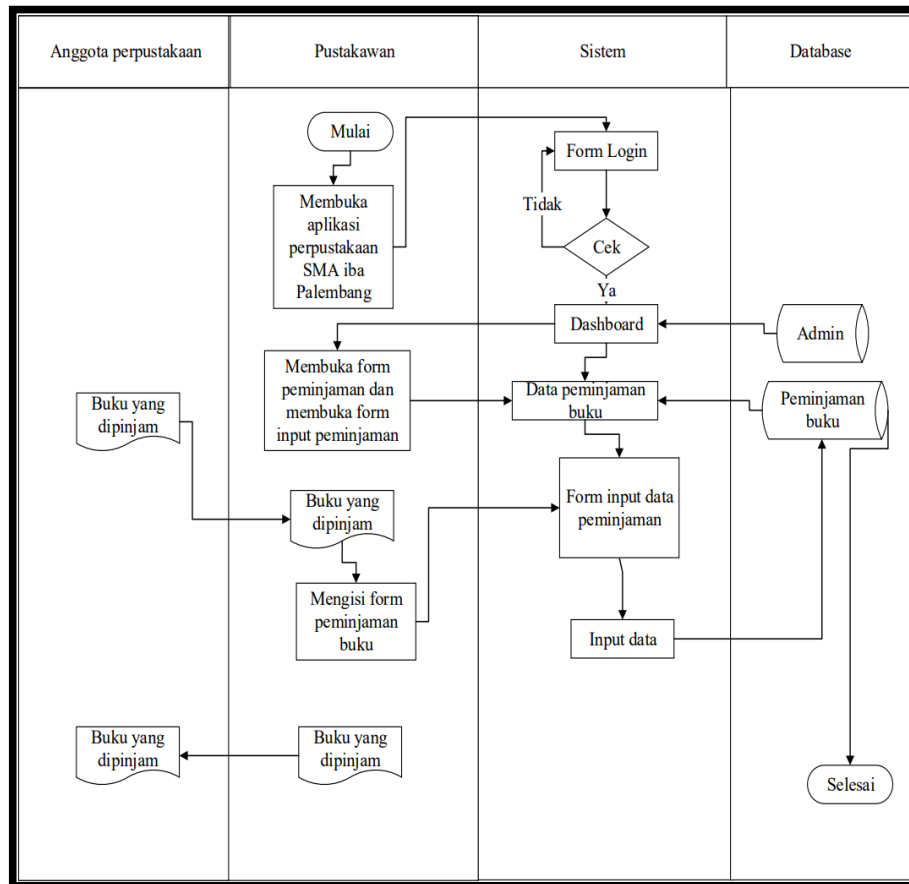 Anggota perpustakaan
Pustakawan
Sistem
Database
Mulai
Form Login
Membuka
aplikasi
perpustakaan
SMA iba
Palembang
Tidak
Cek
Ya
Dashboard
Admin
Membuka form
peminjaman dan
membuka form
input peminjaman
Data peminjaman
buku
Peminjaman
buku
Buku yang
dipinjam
Buku yang
dipinjam
Form input data
peminjaman
Mengisi form
peminjaman
buku
Input data
Buku yang
dipinjam
Buku yang
dipinjam
Selesai